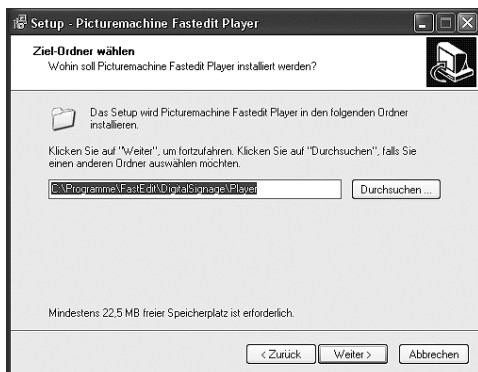 Setup - Picturemachine Fastedit Player
Ziel-Ordner wählen
Wohin soll Picturemachine Fastedit Player installiert werden?
Das Setup wird Picturemachine Fastedit Player in den folgenden Ordner
installieren.
Klicken Sie auf "Weiter", um fortzufahren. Klicken Sie auf "Durchsuchen", falls Sie
einen anderen Ordner auswählen möchten.
C:\Programme\FastEdit\DigitalSignage\Player
Durchsuchen ...
Mindestens 22,5 MB freier Speicherplatz ist erforderlich.
< Zurück Weiter > Abbrechen